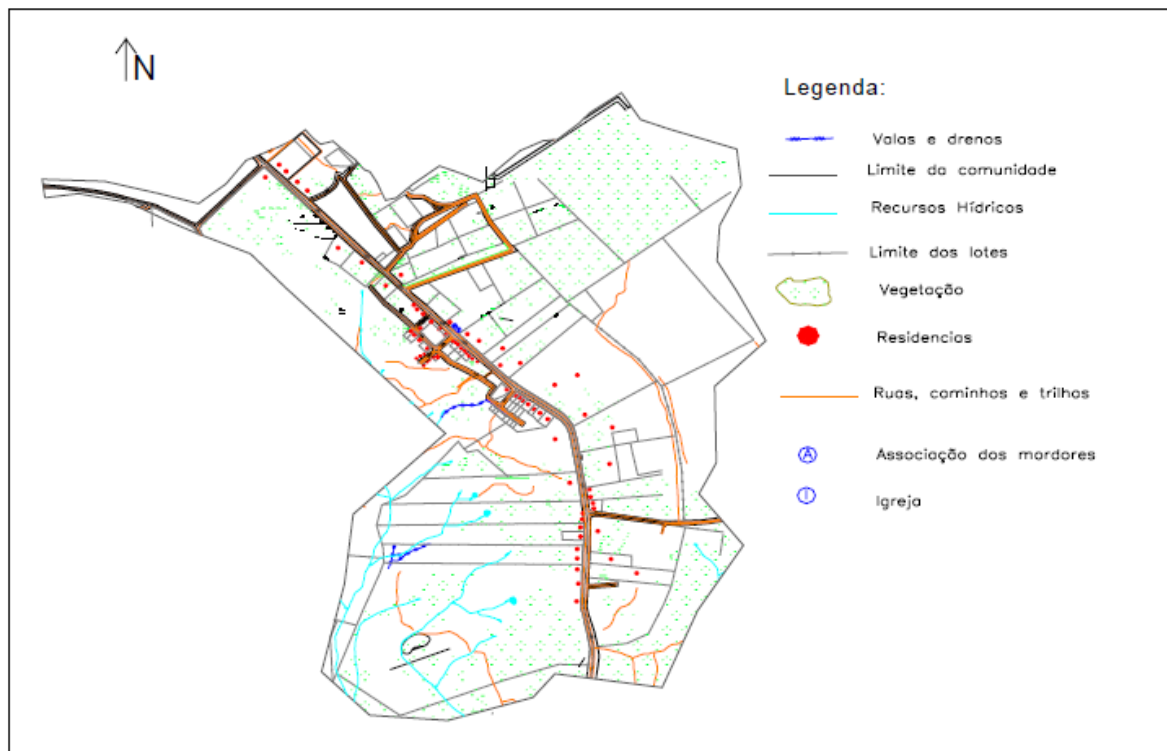 N
Legenda:
Valas e drenos
Limite da comunidade
Recursos Hídricos
Limite dos lotes
Vegetação
Residencias
Ruas, caminhos e trilhos
A Associação dos mordores
I Igreja